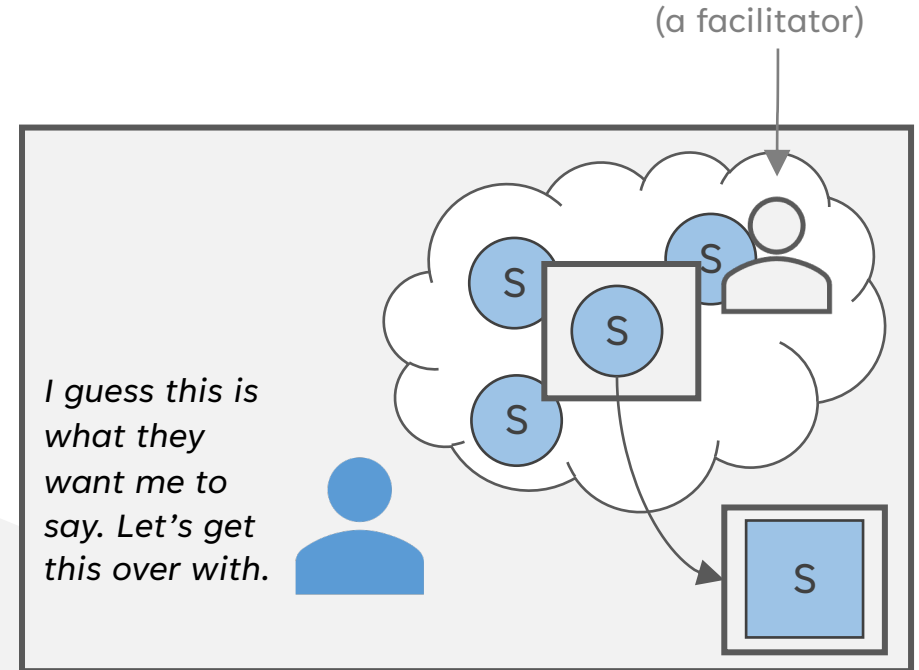 (a facilitator)
S
S
S
S
I guess this is
what they
want me to
say. Let’s get
this over with.
S